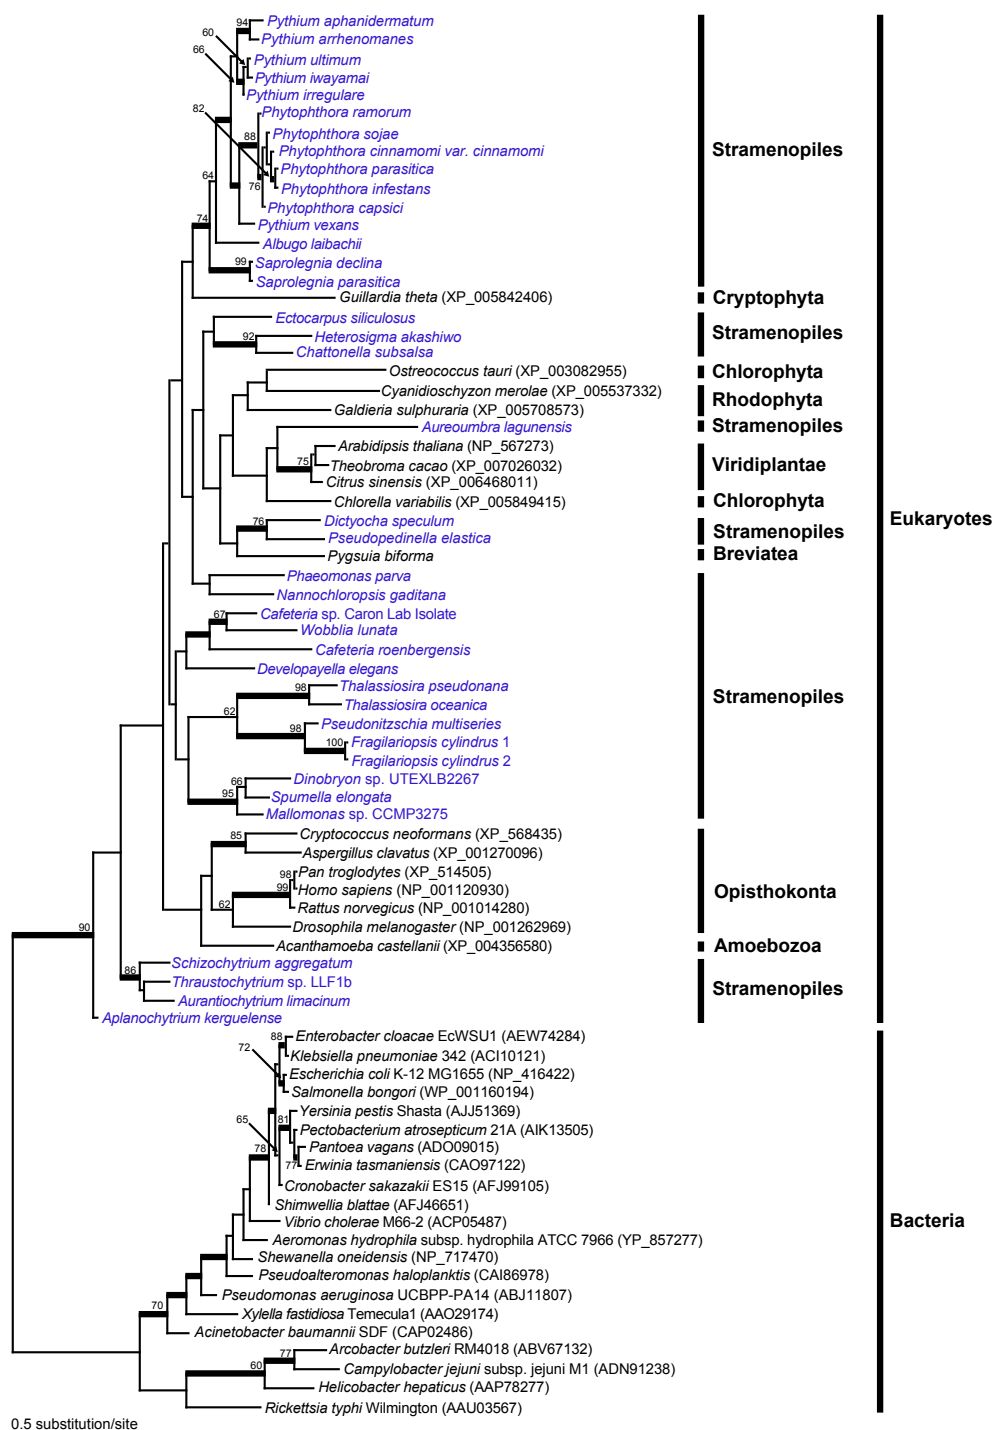 94
Pythium aphanidermatum
Pythium arrhenomanes
60
66
Pythium ultimum
Pythium iwayamai
Pythium irregulare
82
Phytophthora ramorum
88
Phytophthora sojae
Phytophthora cinnamomi var. cinnamomi
Phytophthora parasitica
76
Phytophthora infestans
Phytophthora capsici
64
74
Pythium vexans
Albugo laibachii
99
Saprolegnia declina
Saprolegnia parasitica
Stramenopiles
Guillardia theta (XP_005842406)
Cryptophyta
Ectocarpus siliculosus
92
Heterosigma akashiwo
Chattonella subsalsa
Stramenopiles
Ostreococcus tauri (XP_003082955)
Chlorophyta
Cyanidioschyzon merolae (XP_005537332)
Galdieria sulphuraria (XP_005708573)
Rhodophyta
Aureoumbra lagunensis
Stramenopiles
75
Arabidipsis thaliana (NP_567273)
Theobroma cacao (XP_007026032)
Citrus sinensis (XP_006468011)
Viridiplantae
Chlorella variabilis (XP_005849415)
Chlorophyta
76
Dictyocha speculum
Pseudopedinella elastica
Stramenopiles
Pygsuia biforma
Breviatea
Eukaryotes
Phaeomonas parva
Nannochloropsis gaditana
67
Cafeteria sp. Caron Lab Isolate
Wobblia lunata
Cafeteria roenbergensis
Developayella elegans
98
Thalassiosira pseudonana
62
Thalassiosira oceanica
98
Pseudonitzschia multiseries
100
Fragilariopsis cylindrus 1
Fragilariopsis cylindrus 2
66
Dinobryon sp. UTEXLB2267
95
Spumella elongata
Mallomonas sp. CCMP3275
Stramenopiles
85
Cryptococcus neoformans (XP_568435)
Aspergillus clavatus (XP_001270096)
98
Pan troglodytes (XP_514505)
99
Homo sapiens (NP_001120930)
62
Rattus norvegicus (NP_001014280)
Drosophila melanogaster (NP_001262969)
Opisthokonta
Acanthamoeba castellanii (XP_004356580)
Amoebozoa
90
86
Schizochytrium aggregatum
Thraustochytrium sp. LLF1b
Aurantiochytrium limacinum
Aplanochytrium kerguelense
Stramenopiles
88
Enterobacter cloacae EcWSU1 (AEW74284)
72
Klebsiella pneumoniae 342 (ACI10121)
Escherichia coli K-12 MG1655 (NP_416422)
Salmonella bongori (WP_001160194)
65
81
Yersinia pestis Shasta (AJJ51369)
Pectobacterium atrosepticum 21A (AIK13505)
78
Pantoea vagans (ADO09015)
77
Erwinia tasmaniensis (CAO97122)
Cronobacter sakazakii ES15 (AFJ99105)
Shimwellia blattae (AFJ46651)
Vibrio cholerae M66-2 (ACP05487)
Aeromonas hydrophila subsp. hydrophila ATCC 7966 (YP_857277)
Shewanella oneidensis (NP_717470)
Pseudoalteromonas haloplanktis (CAI86978)
Pseudomonas aeruginosa UCBPP-PA14 (ABJ11807)
70
Xylella fastidiosa Temecula1 (AAO29174)
Acinetobacter baumannii SDF (CAP02486)
77
Arcobacter butzleri RM4018 (ABV67132)
60
Campylobacter jejuni subsp. jejuni M1 (ADN91238)
Helicobacter hepaticus (AAP78277)
Rickettsia typhi Wilmington (AAU03567)
Bacteria
0.5 substitution/site